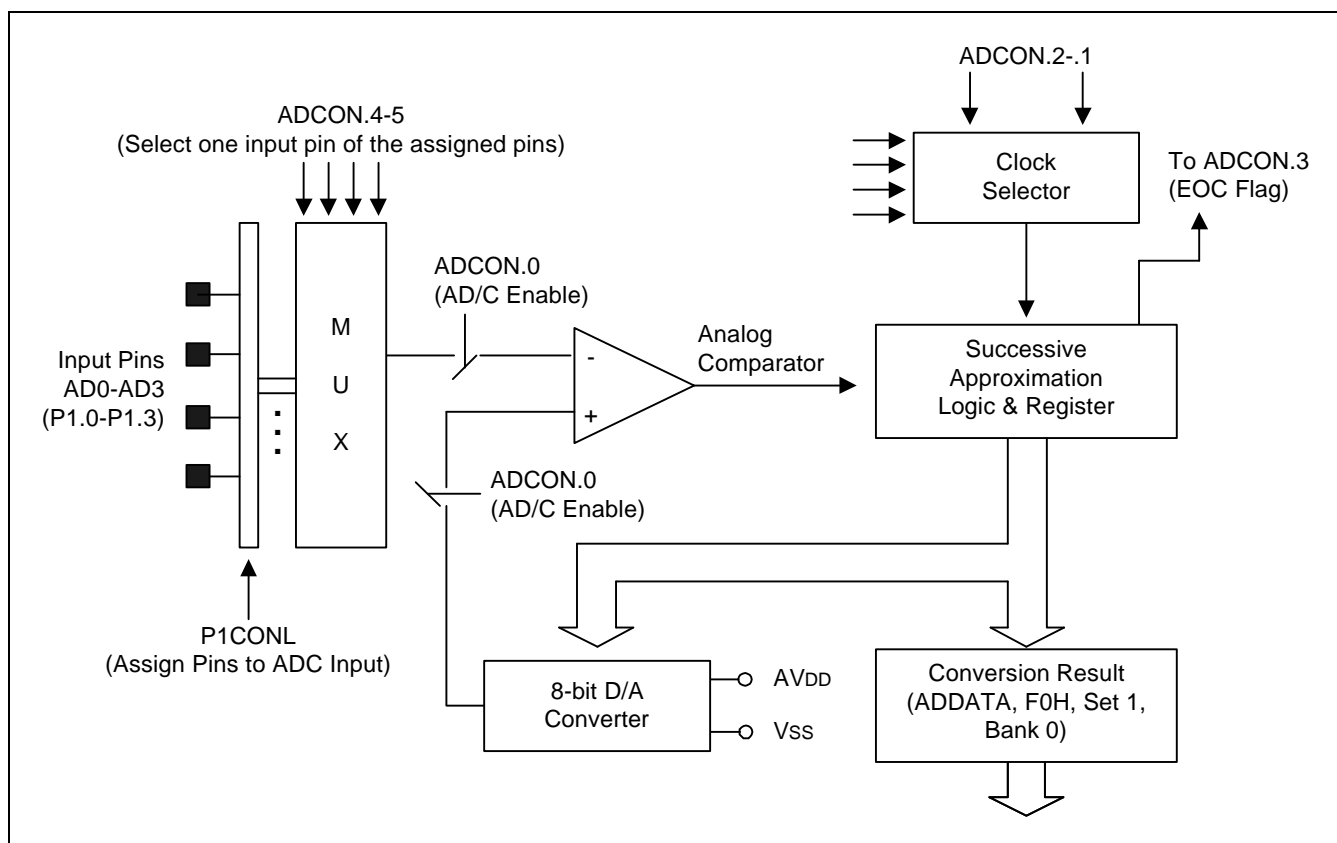 ADCON.2-.1
ADCON.4-5
(Select one input pin of the assigned pins)
Clock
Selector
To ADCON.3
(EOC Flag)
ADCON.0
(AD/C Enable)
M
U
X
Input Pins
AD0-AD3
(P1.0-P1.3)
-
+
Analog
Comparator
Successive
Approximation
Logic & Register
ADCON.0
(AD/C Enable)
P1CONL
(Assign Pins to ADC Input)
8-bit D/A
Converter
AVDD
VSS
Conversion Result
(ADDATA, F0H, Set 1,
Bank 0)